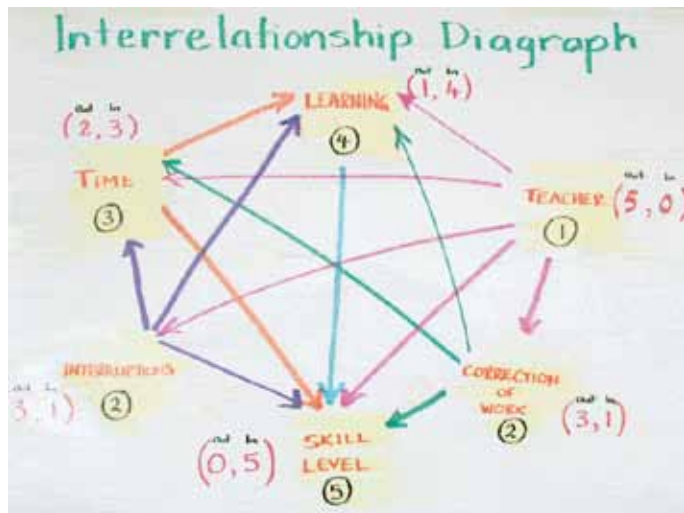 Interrelationship Diagraph
out in
(1,4)
LEARNING
④
out in
(2,3)
TIME
③
TEACHER
①
out in
(5,0)
INTERRUPTIONS
②
out in
3,1)
CORRECTION
OF
WORK
②
out in
(3,1)
out in
(0,5)
SKILL
LEVEL
⑤